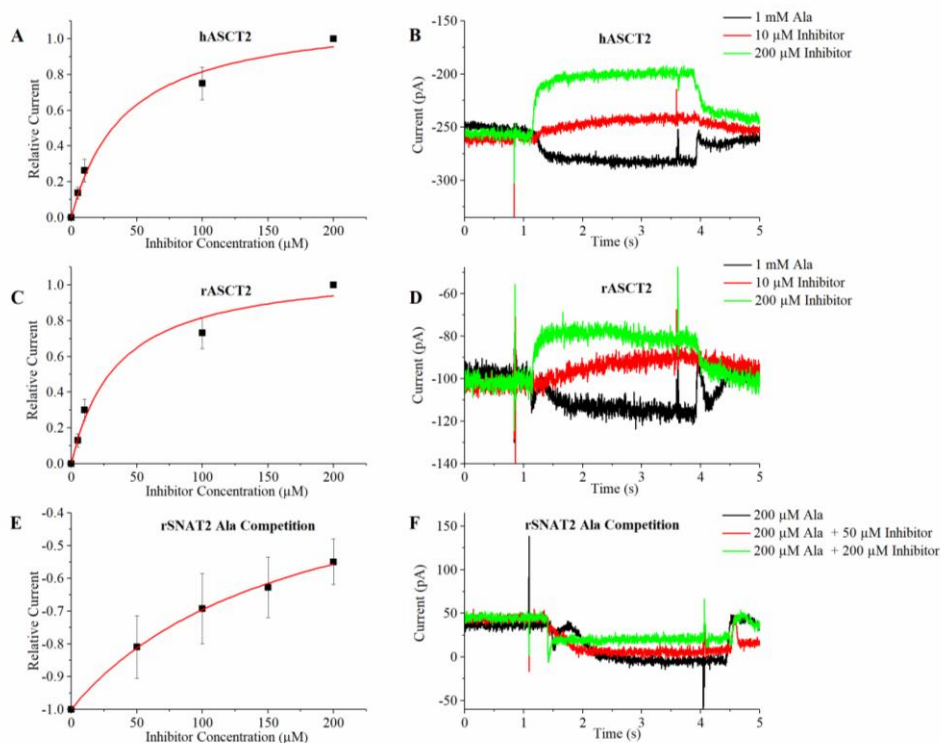 A
hASCT2
Relative Current
1.0
0.8
0.6
0.4
0.2
0.0
0
50
100
150
200
Inhibitor Concentration (µM)
B
hASCT2
1 mM Ala
10 µM Inhibitor
200 µM Inhibitor
Current (pA)
-150
-200
-250
-300
0
1
2
3
4
5
Time (s)
C
rASCT2
Relative Current
1.0
0.8
0.6
0.4
0.2
0.0
0
50
100
150
200
Inhibitor Concentration (µM)
D
rASCT2
1 mM Ala
10 µM Inhibitor
200 µM Inhibitor
Current (pA)
-60
-80
-100
-120
-140
0
1
2
3
4
5
Time (s)
E
rSNAT2 Ala Competition
Relative Current
-0.4
-0.5
-0.6
-0.7
-0.8
-0.9
-1.0
0
50
100
150
200
Inhibitor Concentration (µM)
F
rSNAT2 Ala Competition
200 µM Ala
200 µM Ala + 50 µM Inhibitor
200 µM Ala + 200 µM Inhibitor
Current (pA)
150
100
50
0
-50
0
1
2
3
4
5
Time (s)